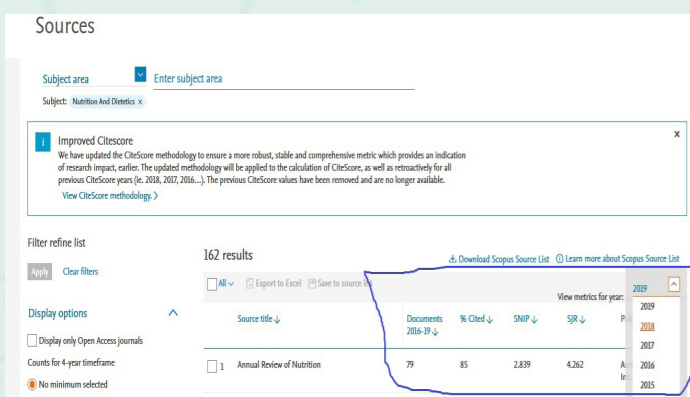 Sources
Subject area Enter subject area
Subject: Nutrition And Dietetics ×
i Improved Citescore x
We have updated the CiteScore methodology to ensure a more robust, stable and comprehensive metric which provides an indication
of research impact, earlier. The updated methodology will be applied to the calculation of CiteScore, as well as retroactively for all
previous CiteScore years (ie. 2018, 2017, 2016...). The previous CiteScore values have been removed and are no longer available.
View CiteScore methodology. >
Filter refine list
Apply Clear filters
Display options
Display only Open Access journals
Counts for 4-year timeframe
No minimum selected
162 results
Download Scopus Source List Learn more about Scopus Source List
All Export to Excel Save to source
View metrics for year:
2019
2019
2018
2017
2016
2015
Source title ↓ Documents 2016-19 ↓ % Cited ↓ SNIP ↓ SJR ↓
1 Annual Review of Nutrition 79 85 2.839 4.262